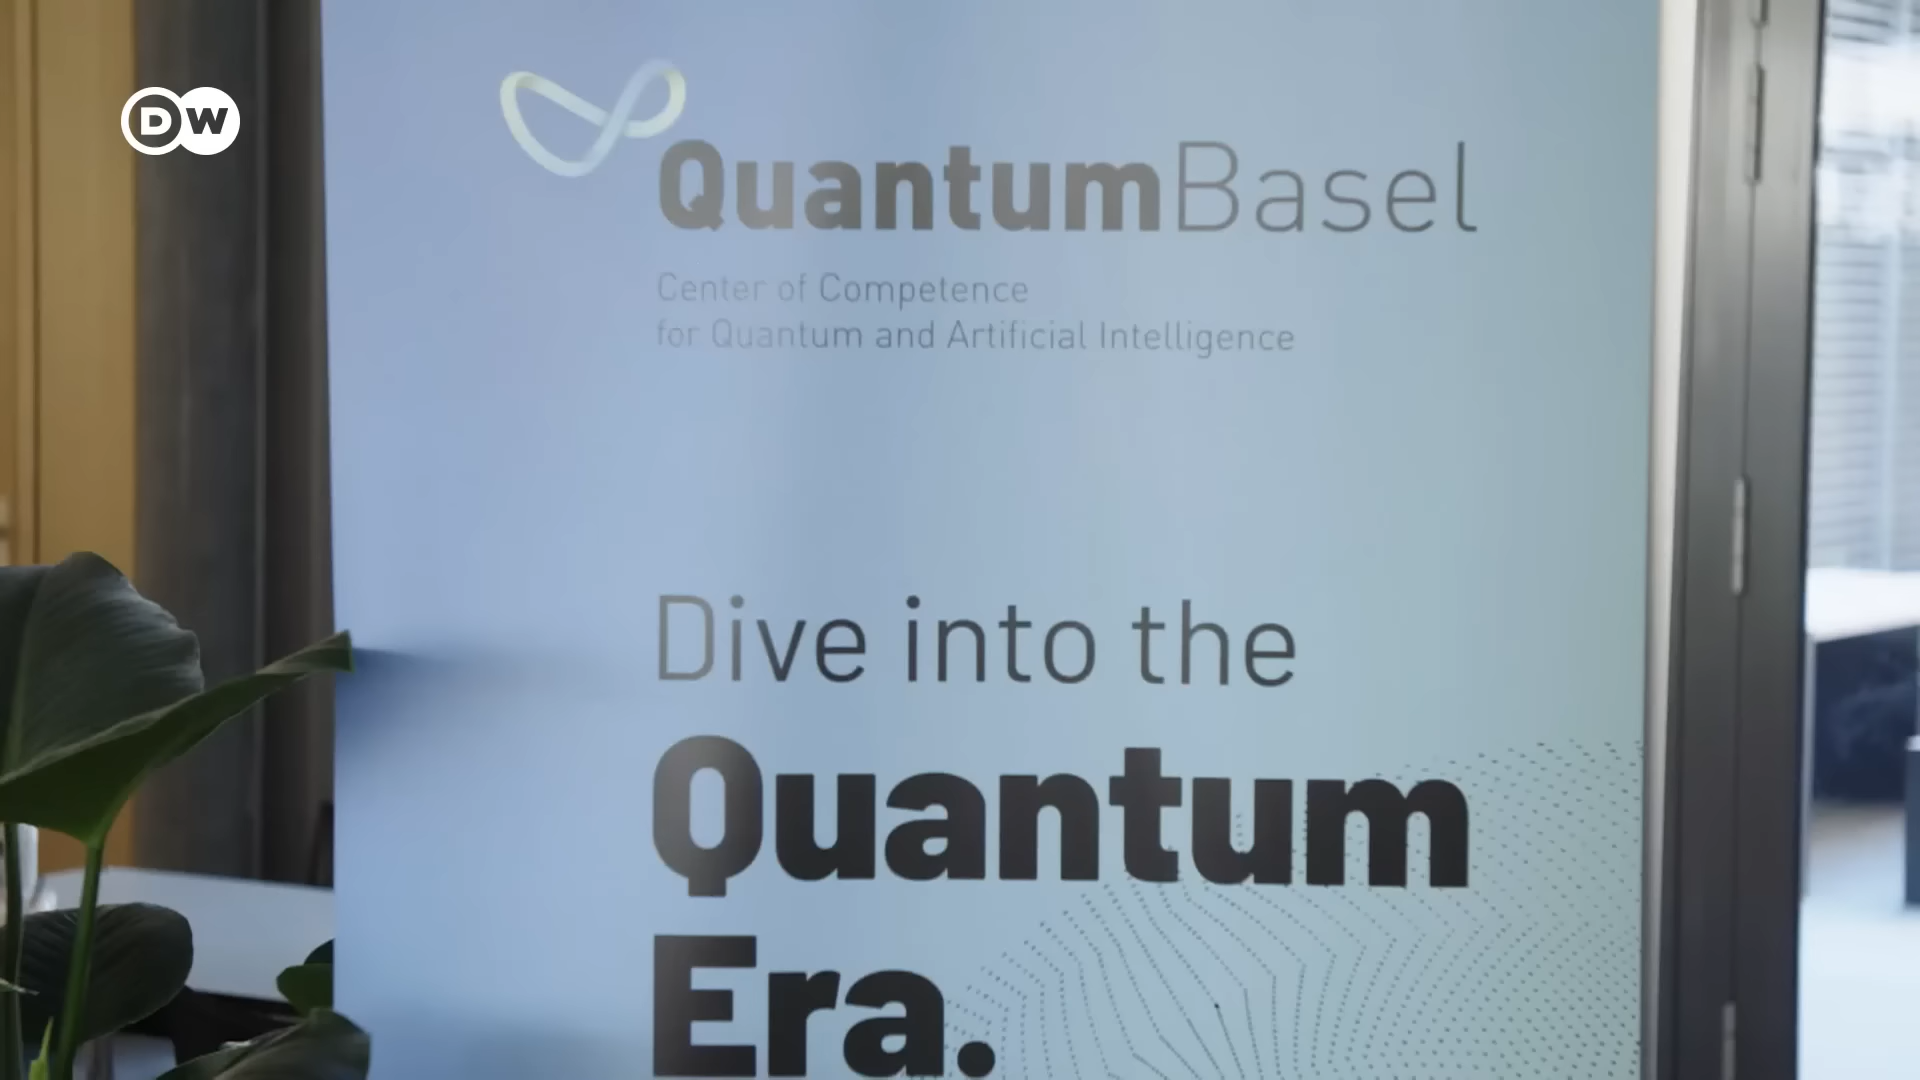 DW
QuantumBasel
Center of Competence
for Quantum and Artificial Intelligence
Dive into the
Quantum
Era.